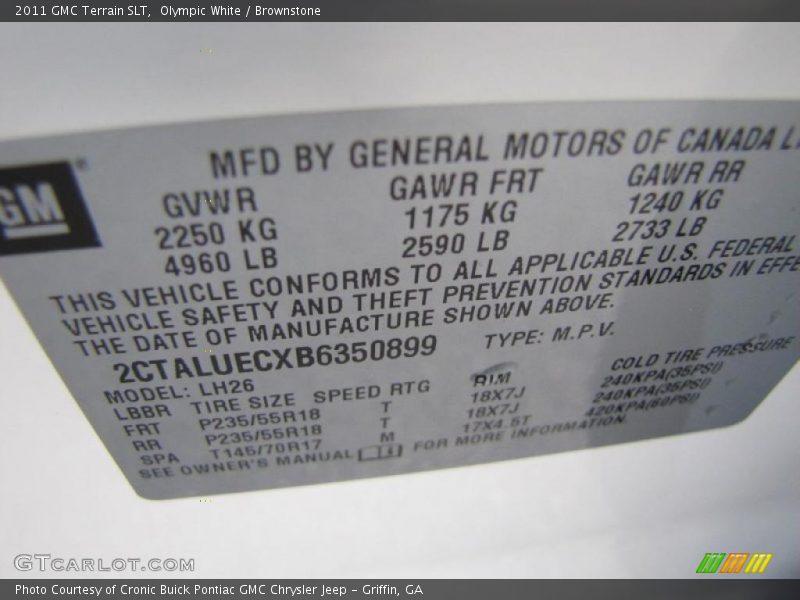 2011 GMC Terrain SLT,  Olympic White / Brownstone
MFD BY GENERAL MOTORS OF CANADA
GM®
GVWR GAWR FRT GAWR RR
2250 KG 1175 KG 1240 KG
4960 LB 2590 LB 2733 LB
THIS VEHICLE CONFORMS TO ALL APPLICABLE U.S. FEDERAL
VEHICLE SAFETY AND THEFT PREVENTION STANDARDS IN EFFE
THE DATE OF MANUFACTURE SHOWN ABOVE.
2CTALUECXB6350899 TYPE: M.P.V.
MODEL: LH26
LBBR TIRE SIZE SPEED RTG RIM COLD TIRE PRESSURE
FRT P235/55R18 T 18X7J 240KPA(35PSI)
RR P235/55R18 T 18X7J 240KPA(35PSI)
SPA T145/70R17 M 17X4.5T 420KPA(60PSI)
SEE OWNER'S MANUAL FOR MORE INFORMATION.
GTCARLOT.COM
Photo Courtesy of Cronic Buick Pontiac GMC Chrysler Jeep - Griffin, GA